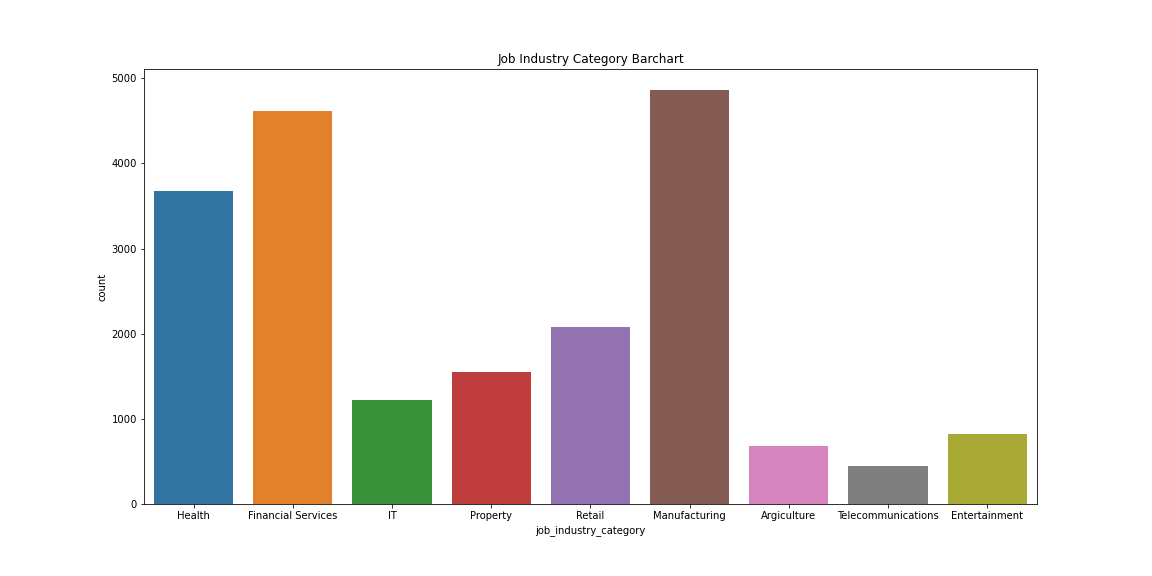 Job Industry Category Barchart
5000
4000
3000
2000
1000
0
count
Health Financial Services IT Property Retail Manufacturing Argiculture Telecommunications Entertainment
job_industry_category